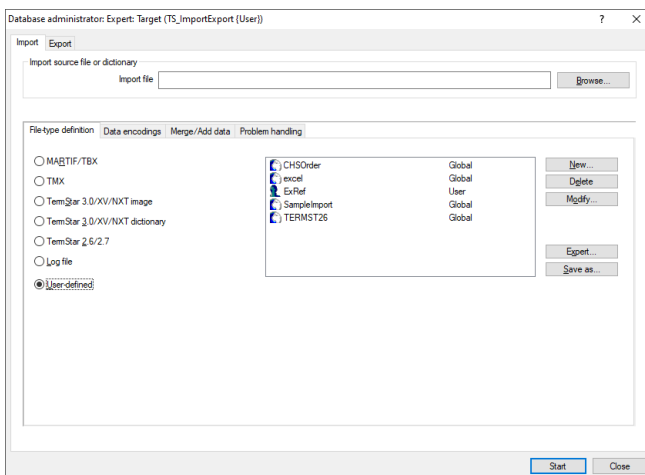 Database administrator: Expert: Target (TS_ImportExport {User})
?
Import Export
Import source file or dictionary
Import file
Browse...
File-type definition Data encodings Merge/Add data Problem handling
MARTIF/TBX
TMX
TermStar 3.0/XV/NXT image
TermStar 3.0/XV/NXT dictionary
TermStar 2.6/2.7
Log file
User-defined
CHSOrder Global
excel Global
ExRef User
SampleImport Global
TERMST26 Global
New...
Delete
Modify...
Expert...
Save as...
Start Close